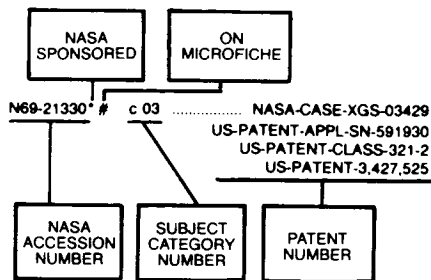 NASA
SPONSORED
ON
MICROFICHE
N69-21330*# c 03 .................... NASA-CASE-XGS-03429
US-PATENT-APPL-SN-591930
US-PATENT-CLASS-321-2
US-PATENT-3,427,525
NASA
ACCESSION
NUMBER
SUBJECT
CATEGORY
NUMBER
PATENT
NUMBER